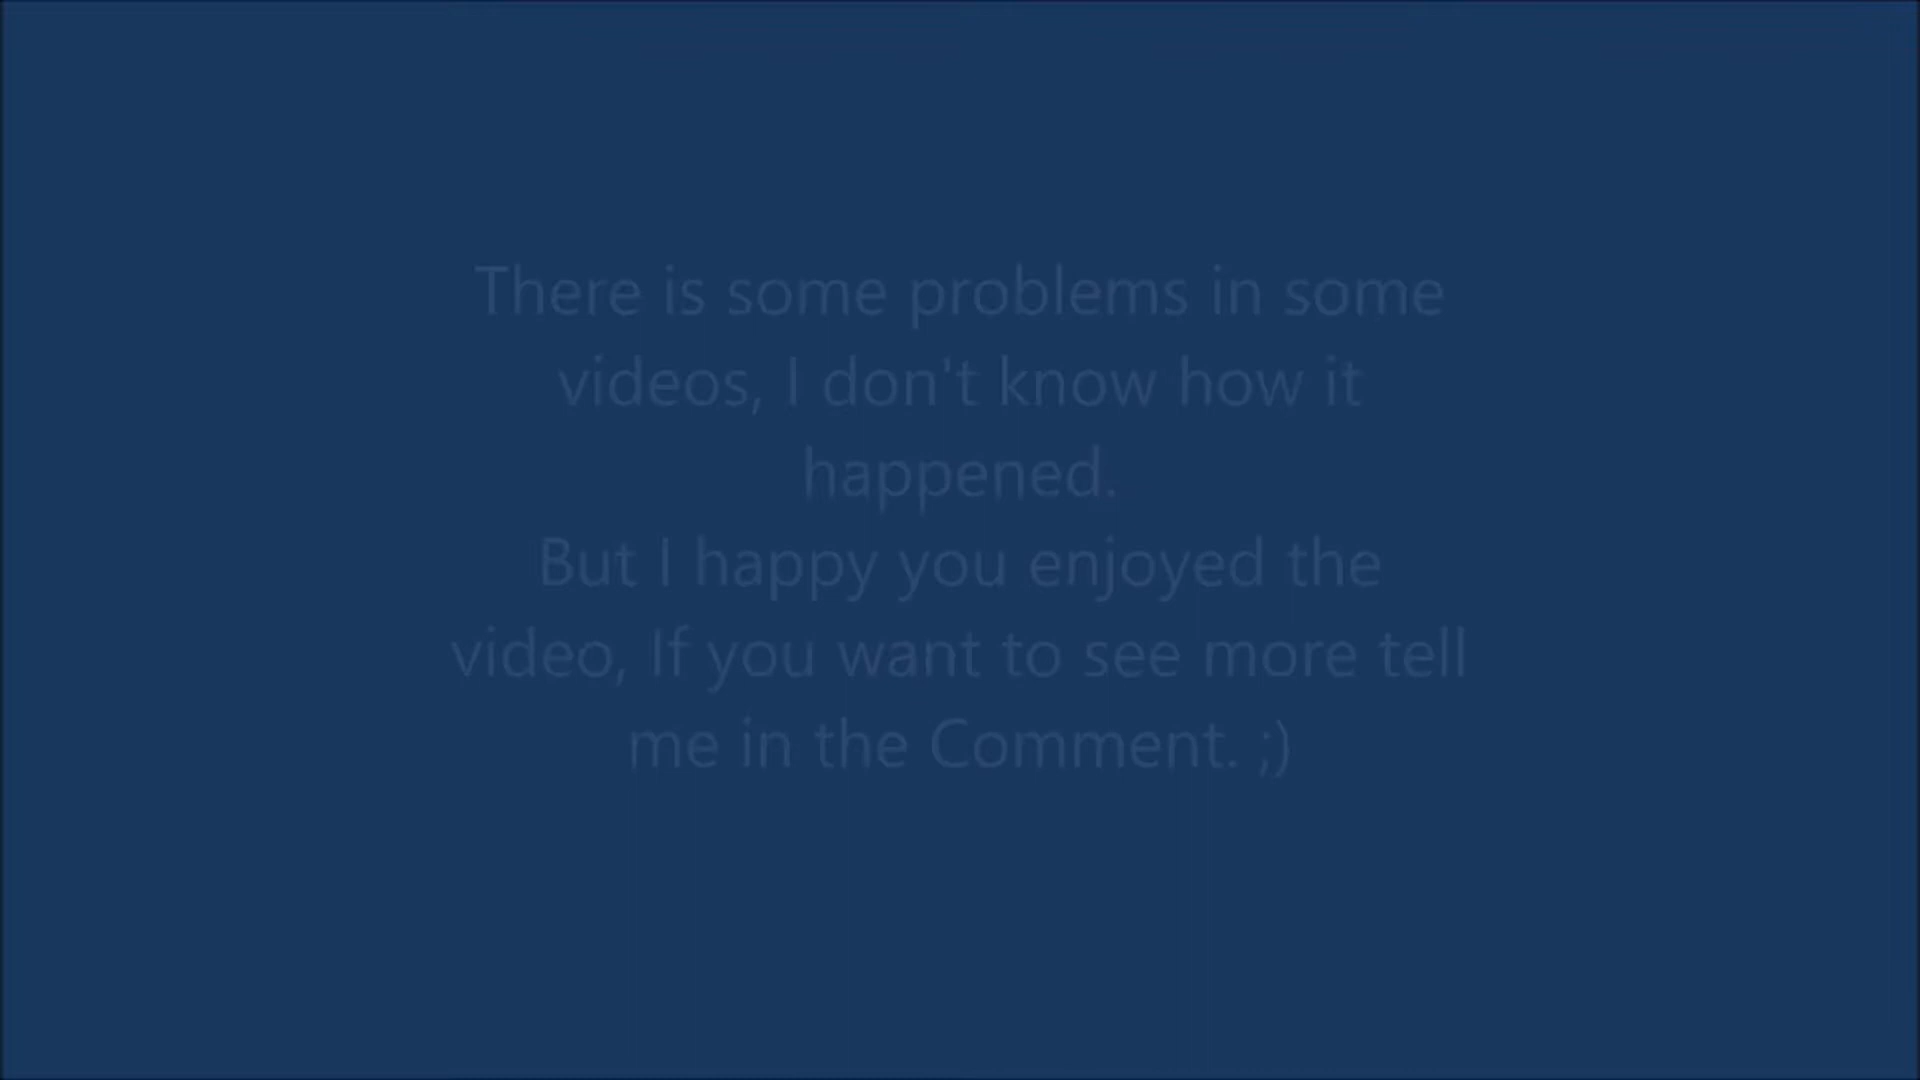 There is some problems in some
videos, I don't know how it
happened.
But I happy you enjoyed the
video, If you want to see more tell
me in the Comment. ;)